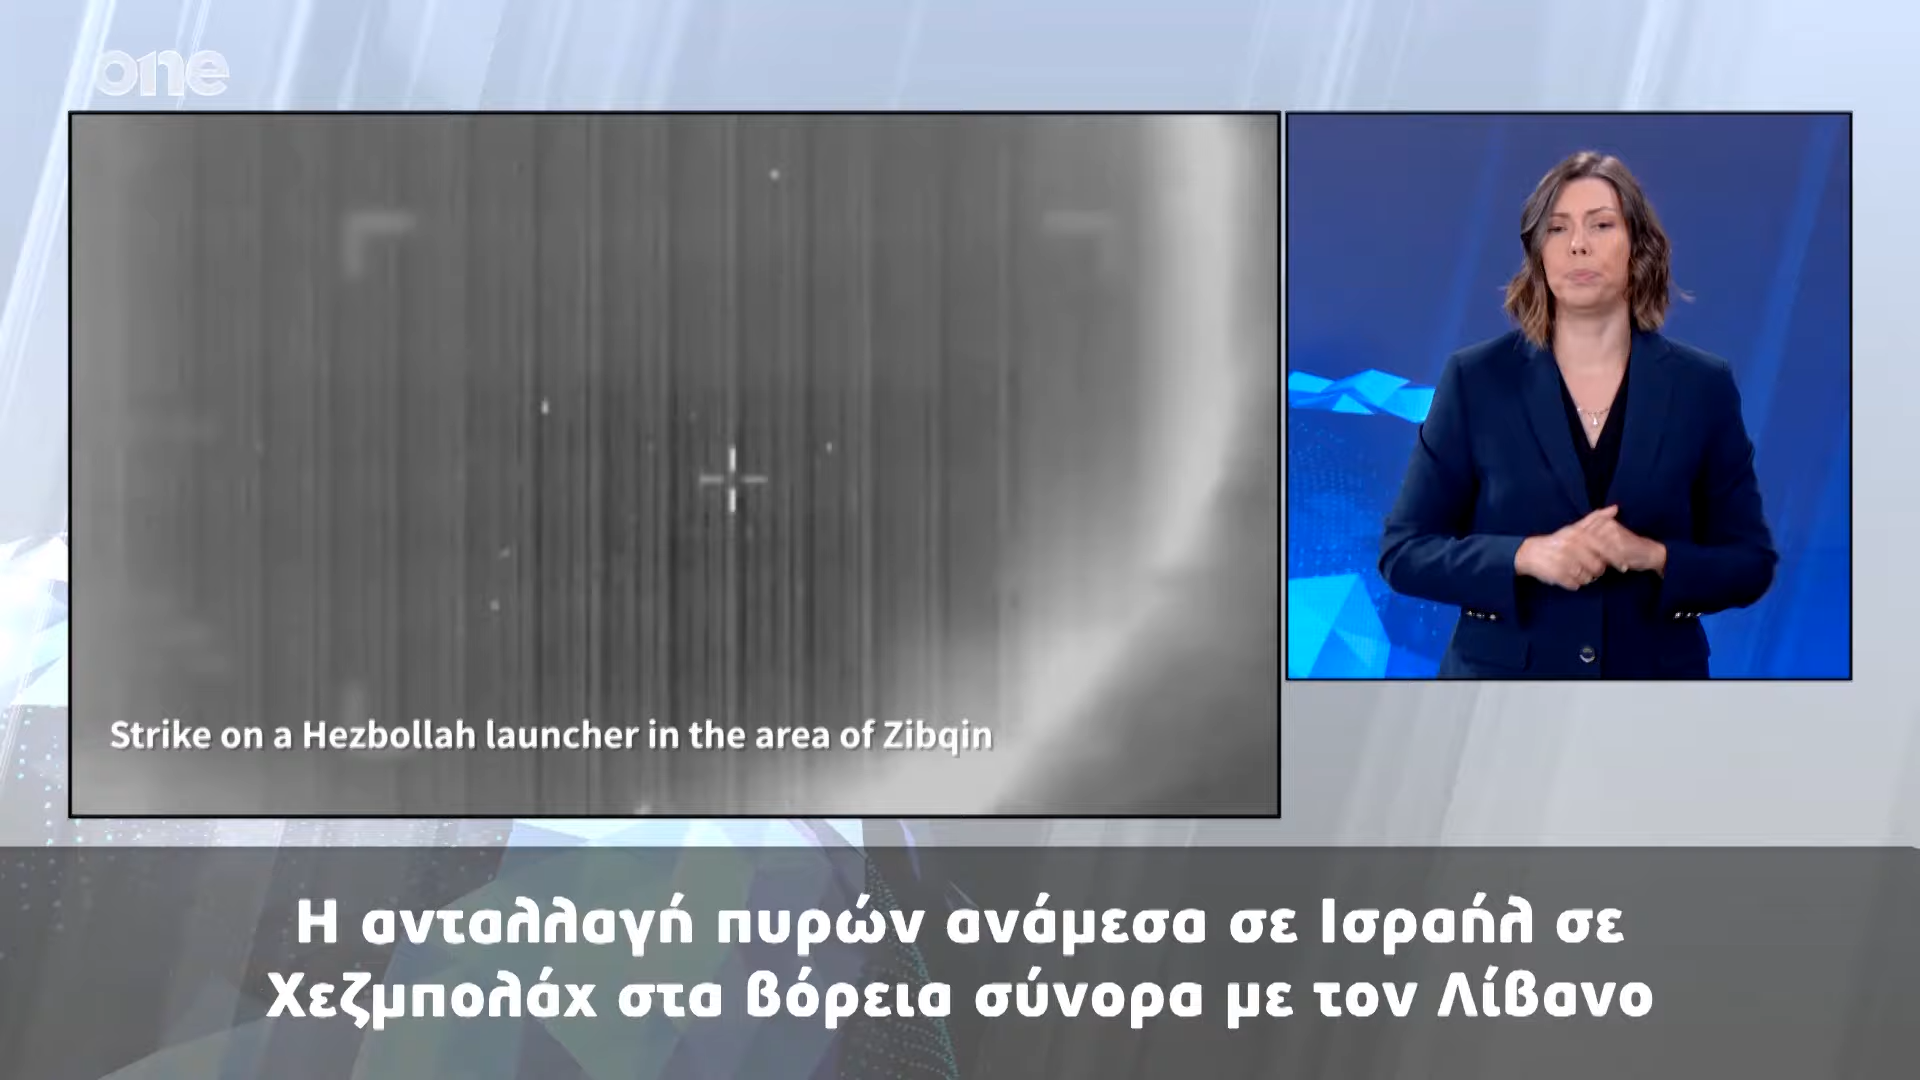 one
Strike on a Hezbollah launcher in the area of Zibqin
Η ανταλλαγή πυρών ανάμεσα σε Ισραήλ σε
Χεζμπολάχ στα βόρεια σύνορα με τον Λίβανο